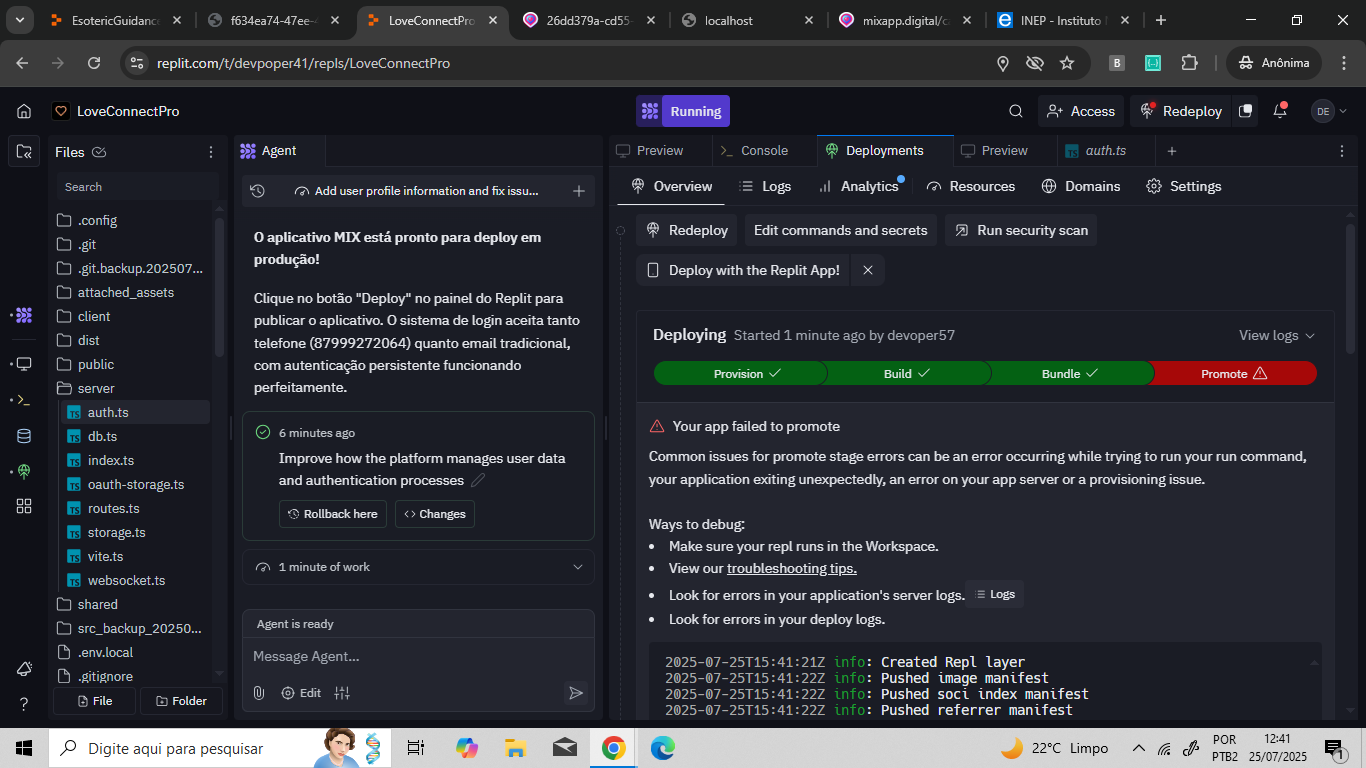 EsotericGuidance
f634ea74-47ee-4
LoveConnectPro
26dd379a-cd55-
localhost
mixapp.digital/c
INEP - Instituto
replit.com/t/devpoper41/repls/LoveConnectPro
Anônima
LoveConnectPro
Running
Access
Redeploy
DE
Files
Agent
Preview
Console
Deployments
Preview
auth.ts
Search
Add user profile information and fix issu...
Overview
Logs
Analytics
Resources
Domains
Settings
.config
.git
.git.backup.202507...
attached_assets
client
dist
public
server
auth.ts
db.ts
index.ts
oauth-storage.ts
routes.ts
storage.ts
vite.ts
websocket.ts
shared
src_backup_20250...
.env.local
.gitignore
File
Folder
O aplicativo MIX está pronto para deploy em
produção!
Clique no botão "Deploy" no painel do Replit para
publicar o aplicativo. O sistema de login aceita tanto
telefone (87999272064) quanto email tradicional,
com autenticação persistente funcionando
perfeitamente.
6 minutes ago
Improve how the platform manages user data
and authentication processes
Rollback here
Changes
1 minute of work
Agent is ready
Message Agent...
Edit
Redeploy
Edit commands and secrets
Run security scan
Deploy with the Replit App!
Deploying Started 1 minute ago by devoper57
View logs
Provision
Build
Bundle
Promote
Your app failed to promote
Common issues for promote stage errors can be an error occurring while trying to run your run command,
your application exiting unexpectedly, an error on your app server or a provisioning issue.
Ways to debug:
• Make sure your repl runs in the Workspace.
• View our troubleshooting tips.
• Look for errors in your application's server logs. Logs
• Look for errors in your deploy logs.
2025-07-25T15:41:21Z info: Created Repl layer
2025-07-25T15:41:22Z info: Pushed image manifest
2025-07-25T15:41:22Z info: Pushed soci index manifest
2025-07-25T15:41:22Z info: Pushed referrer manifest
Digite aqui para pesquisar
22°C Limpo
POR
PTB2
12:41
25/07/2025
1